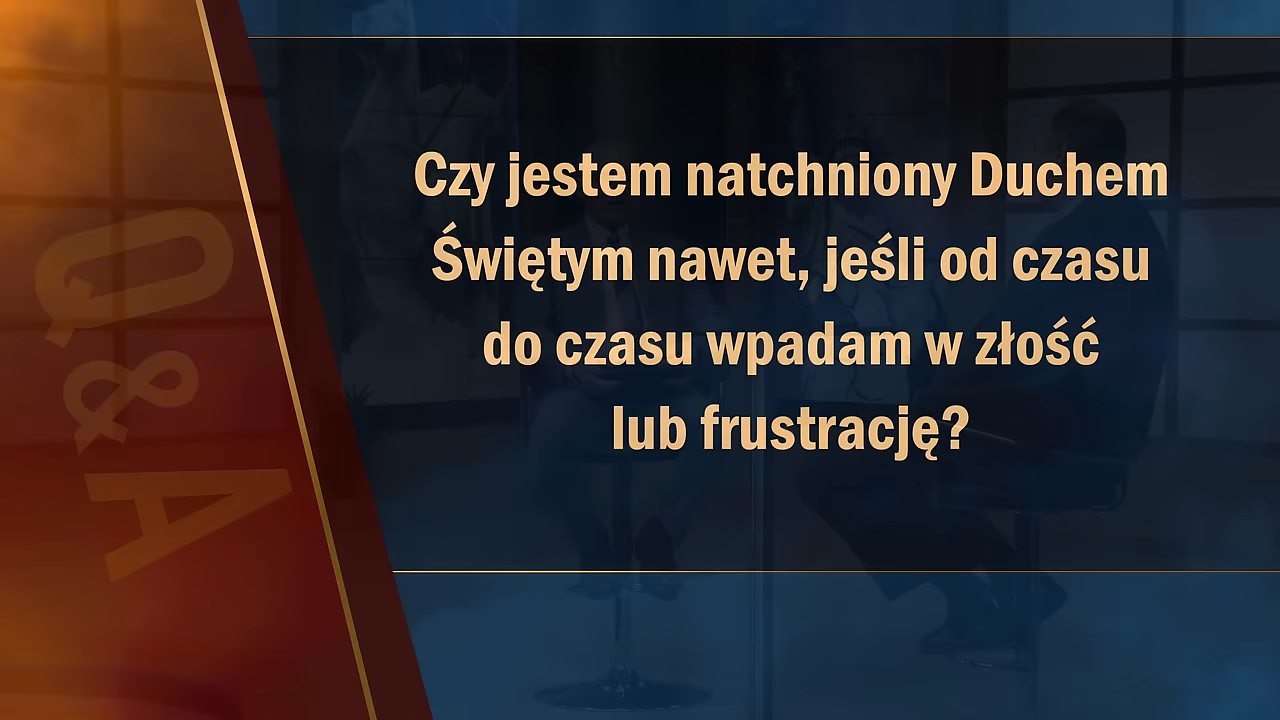 Czy jestem natchniony Duchem
Świętym nawet, jeśli od czasu
do czasu wpadam w złość
lub frustrację?
Q & A